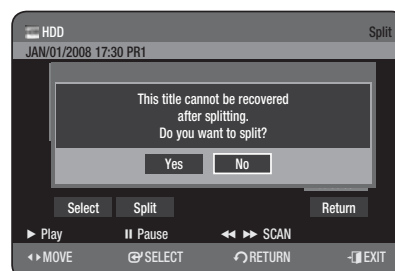 HDD Split
JAN/01/2008 17:30 PR1
This title cannot be recovered
after splitting.
Do you want to split?
Yes No
Select Split Return
► Play II Pause ◄◄ ►► SCAN
MOVE SELECT RETURN EXIT